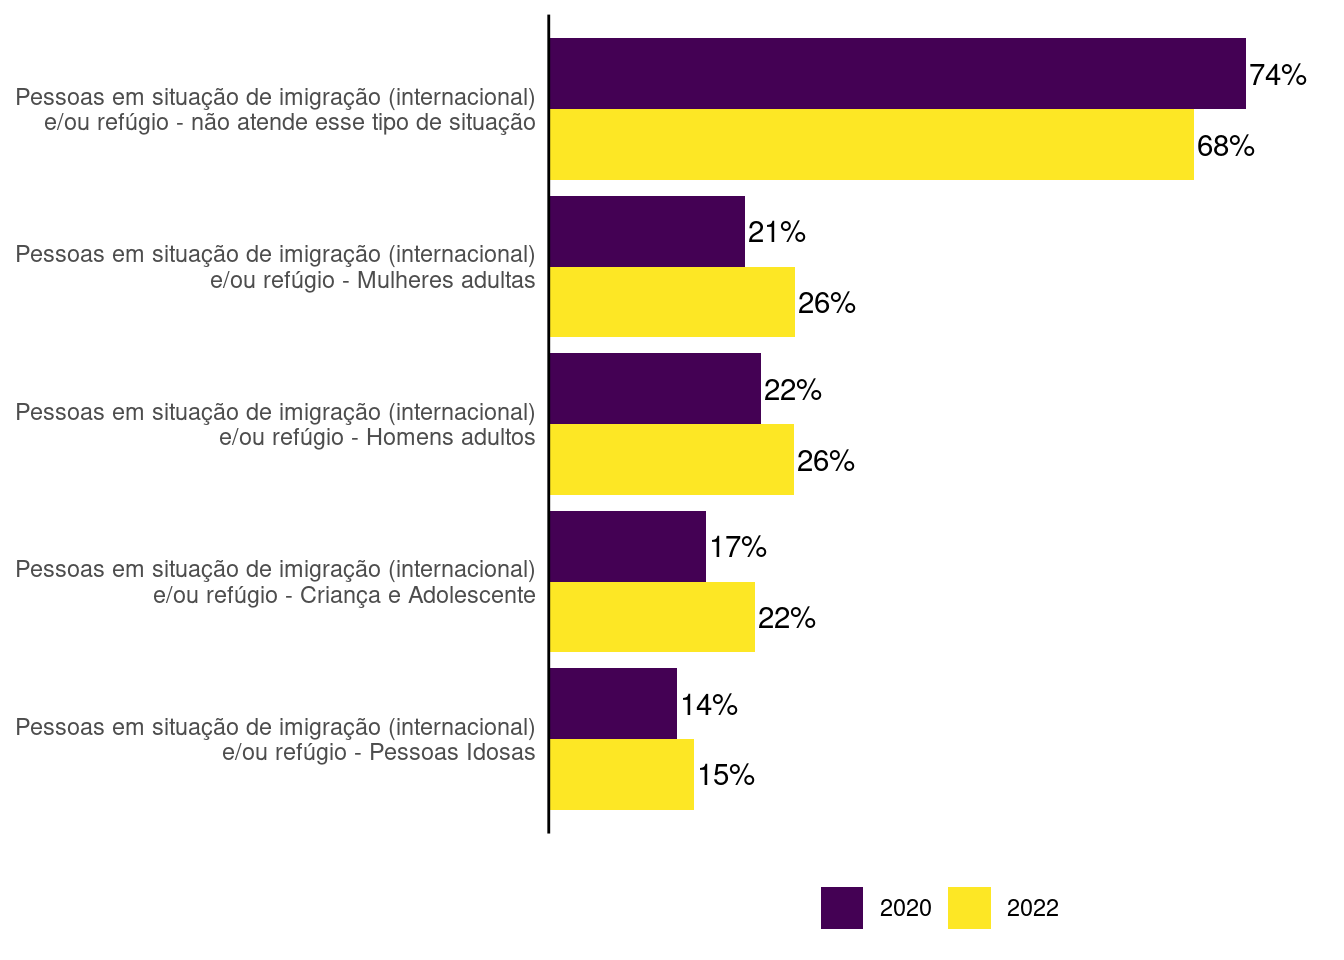 Pessoas em situação de imigração (internacional)
e/ou refúgio - não atende esse tipo de situação
74%
68%
Pessoas em situação de imigração (internacional)
e/ou refúgio - Mulheres adultas
21%
26%
Pessoas em situação de imigração (internacional)
e/ou refúgio - Homens adultos
22%
26%
Pessoas em situação de imigração (internacional)
e/ou refúgio - Criança e Adolescente
17%
22%
Pessoas em situação de imigração (internacional)
e/ou refúgio - Pessoas Idosas
14%
15%
2020 2022